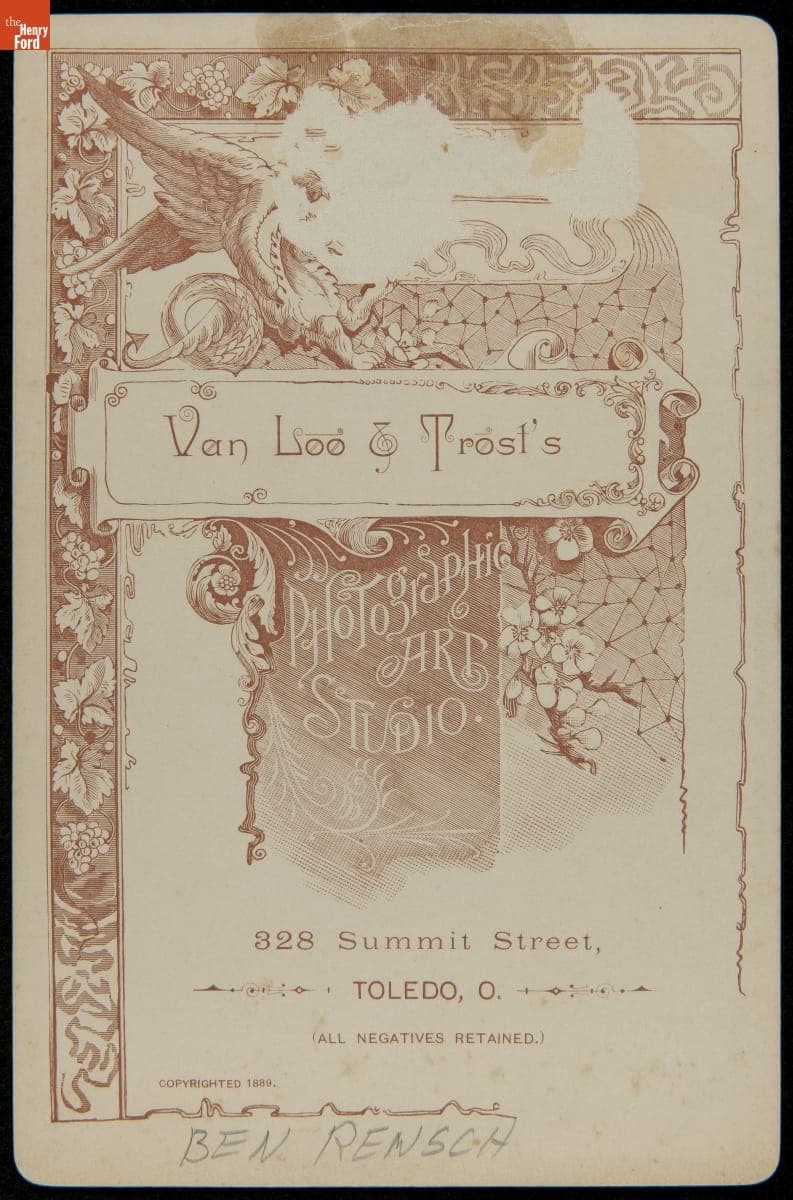 the
Henry
Ford
Van Loo & Trost's
PHOTOGRAPHIC
ART
STUDIO.
328 Summit Street,
TOLEDO, O.
(ALL NEGATIVES RETAINED.)
COPYRIGHTED 1889.
BEN RENSCH